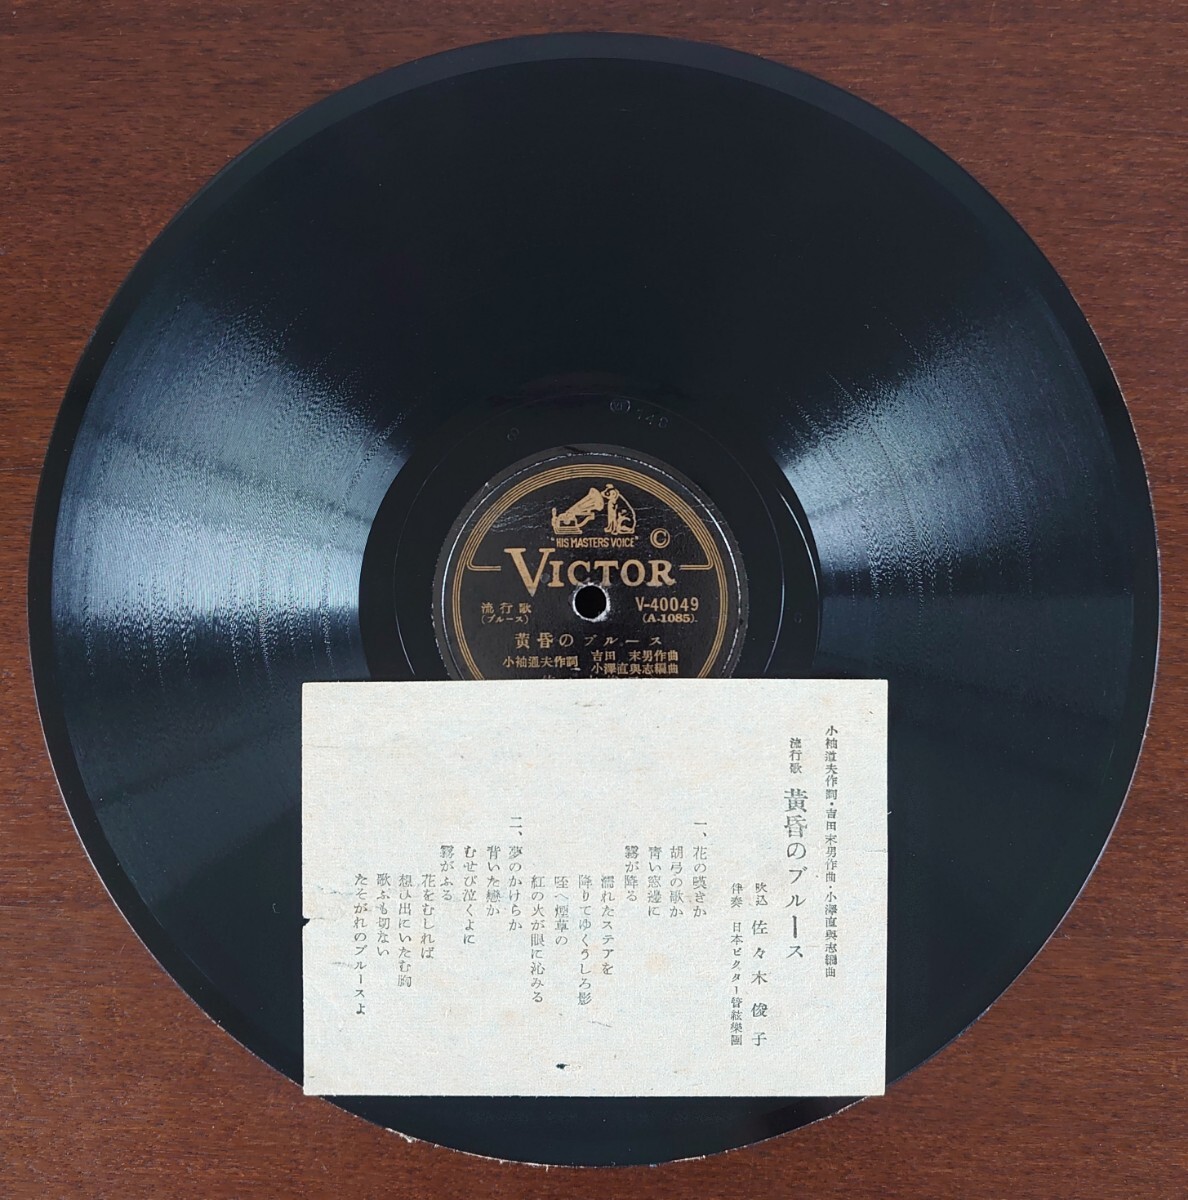 "HIS MASTERS VOICE"
©
VICTOR
流行歌
(ブルース)
V-40049
(A-1085)
黄昏のブルース
小袖道夫作詞 吉田末男作曲
小澤直與志編曲
小袖道夫作詞・吉田末男作曲・小澤直與志編曲
流行歌 黄昏のブルース
吹込 佐々木俊子
伴奏 日本ビクター管絃樂團
一、花の嘆きか
胡弓の歌か
青い窓邊に
霧が降る
濡れたステアを
降りてゆくうしろ影
煙草の
紅の火が眼に沁みる
二、夢のかけらか
背いた戀か
むせび泣くよに
霧がふる
花をむしれば
想ひ出にいたむ胸
歌ふも切ない
たそがれのブルースよ